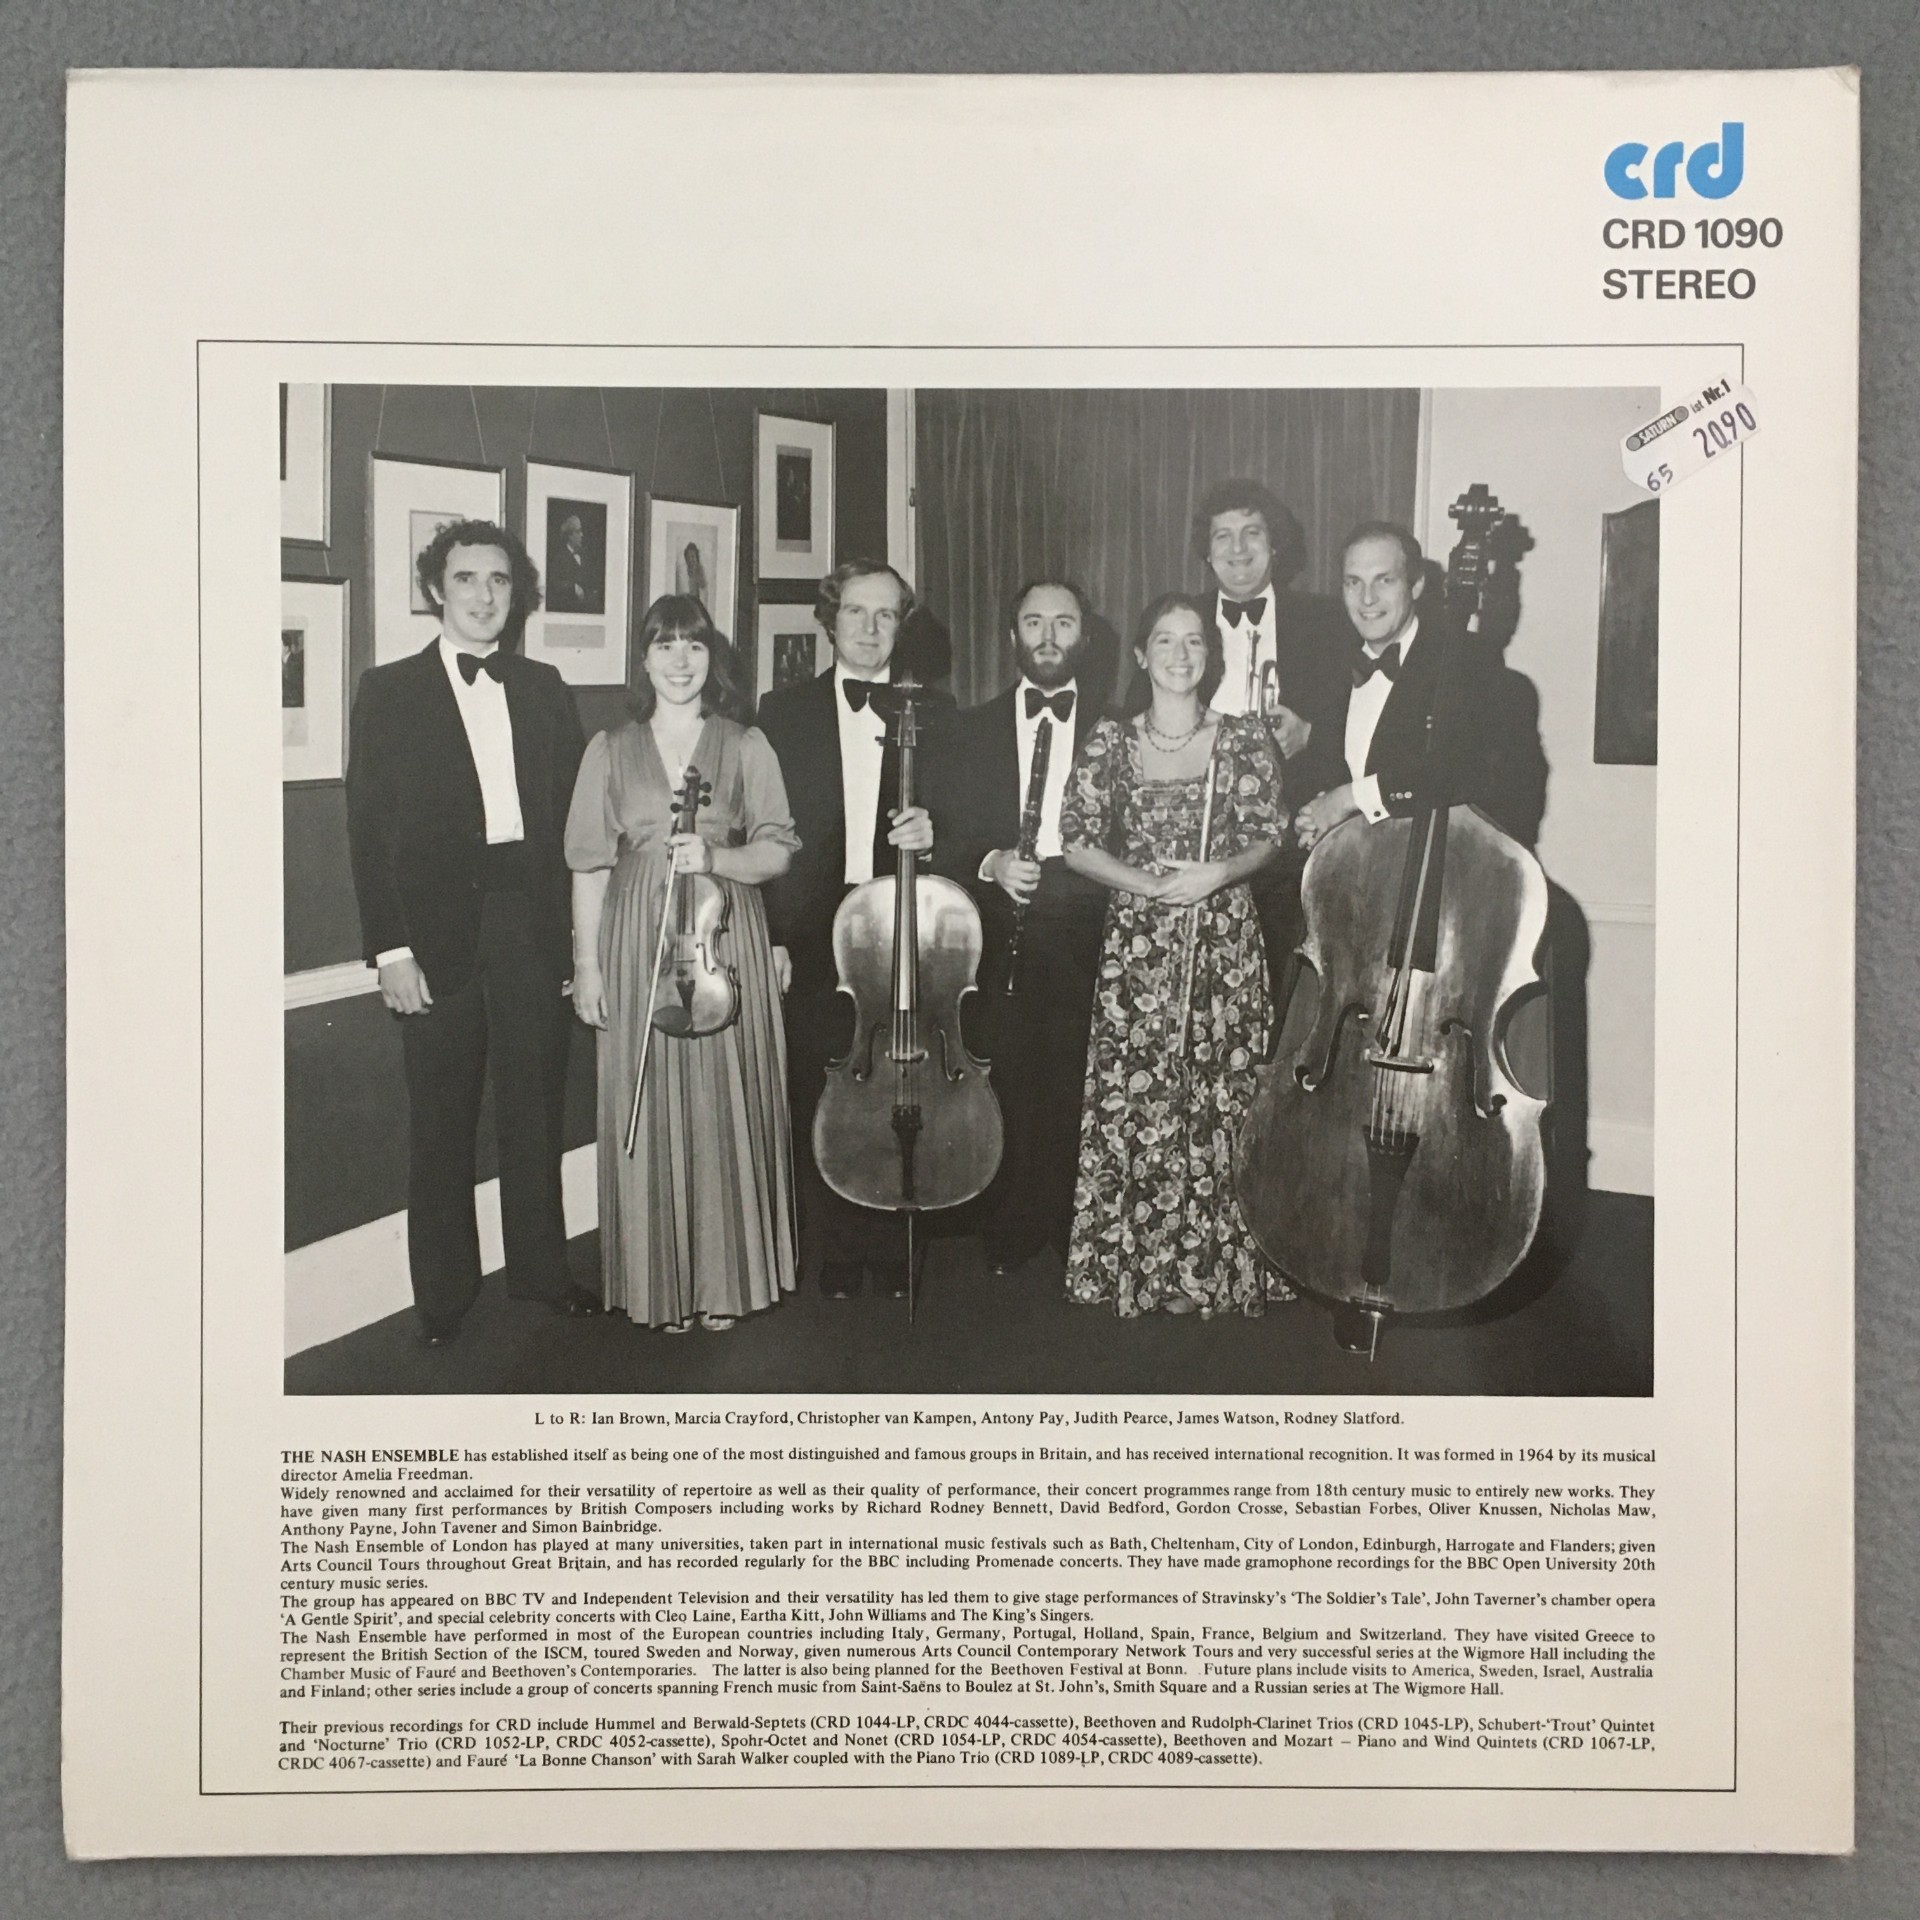 crd
CRD 1090
STEREO
SATURN ist Nr.1
20.90
65
L to R: Ian Brown, Marcia Crayford, Christopher van Kampen, Antony Pay, Judith Pearce, James Watson, Rodney Slatford.
THE NASH ENSEMBLE has established itself as being one of the most distinguished and famous groups in Britain, and has received international recognition. It was formed in 1964 by its musical
director Amelia Freedman.
Widely renowned and acclaimed for their versatility of repertoire as well as their quality of performance, their concert programmes range from 18th century music to entirely new works. They
have given many first performances by British Composers including works by Richard Rodney Bennett, David Bedford, Gordon Crosse, Sebastian Forbes, Oliver Knussen, Nicholas Maw,
Anthony Payne, John Tavener and Simon Bainbridge.
The Nash Ensemble of London has played at many universities, taken part in international music festivals such as Bath, Cheltenham, City of London, Edinburgh, Harrogate and Flanders; given
Arts Council Tours throughout Great Britain, and has recorded regularly for the BBC including Promenade concerts. They have made gramophone recordings for the BBC Open University 20th
century music series.
The group has appeared on BBC TV and Independent Television and their versatility has led them to give stage performances of Stravinsky's 'The Soldier's Tale', John Taverner's chamber opera
'A Gentle Spirit', and special celebrity concerts with Cleo Laine, Eartha Kitt, John Williams and The King's Singers.
The Nash Ensemble have performed in most of the European countries including Italy, Germany, Portugal, Holland, Spain, France, Belgium and Switzerland. They have visited Greece to
represent the British Section of the ISCM, toured Sweden and Norway, given numerous Arts Council Contemporary Network Tours and very successful series at the Wigmore Hall including the
Chamber Music of Fauré and Beethoven's Contemporaries. The latter is also being planned for the Beethoven Festival at Bonn. Future plans include visits to America, Sweden, Israel, Australia
and Finland; other series include a group of concerts spanning French music from Saint-Saëns to Boulez at St. John's, Smith Square and a Russian series at The Wigmore Hall.
Their previous recordings for CRD include Hummel and Berwald-Septets (CRD 1044-LP, CRDC 4044-cassette), Beethoven and Rudolph-Clarinet Trios (CRD 1045-LP), Schubert-'Trout' Quintet
and 'Nocturne' Trio (CRD 1052-LP, CRDC 4052-cassette), Spohr-Octet and Nonet (CRD 1054-LP, CRDC 4054-cassette), Beethoven and Mozart – Piano and Wind Quintets (CRD 1067-LP,
CRDC 4067-cassette) and Fauré 'La Bonne Chanson' with Sarah Walker coupled with the Piano Trio (CRD 1089-LP, CRDC 4089-cassette).